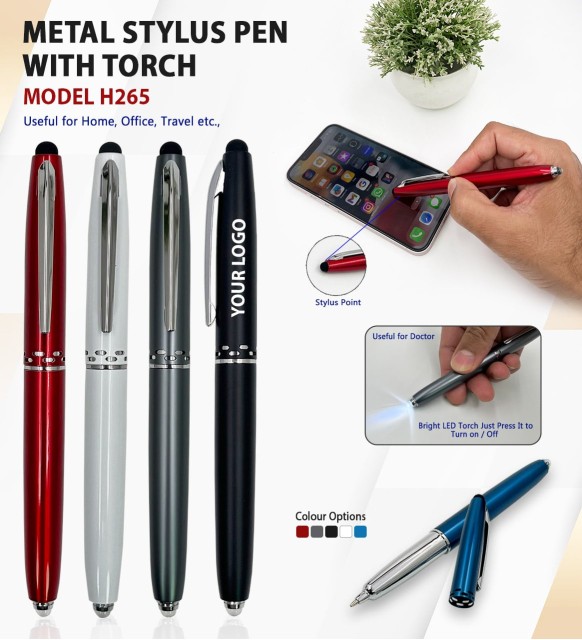 METAL STYLUS PEN
WITH TORCH
MODEL H265
Useful for Home, Office, Travel etc.,
YOUR LOGO
Stylus Point
Useful for Doctor
Bright LED Torch Just Press It to
Turn on / Off
Colour Options